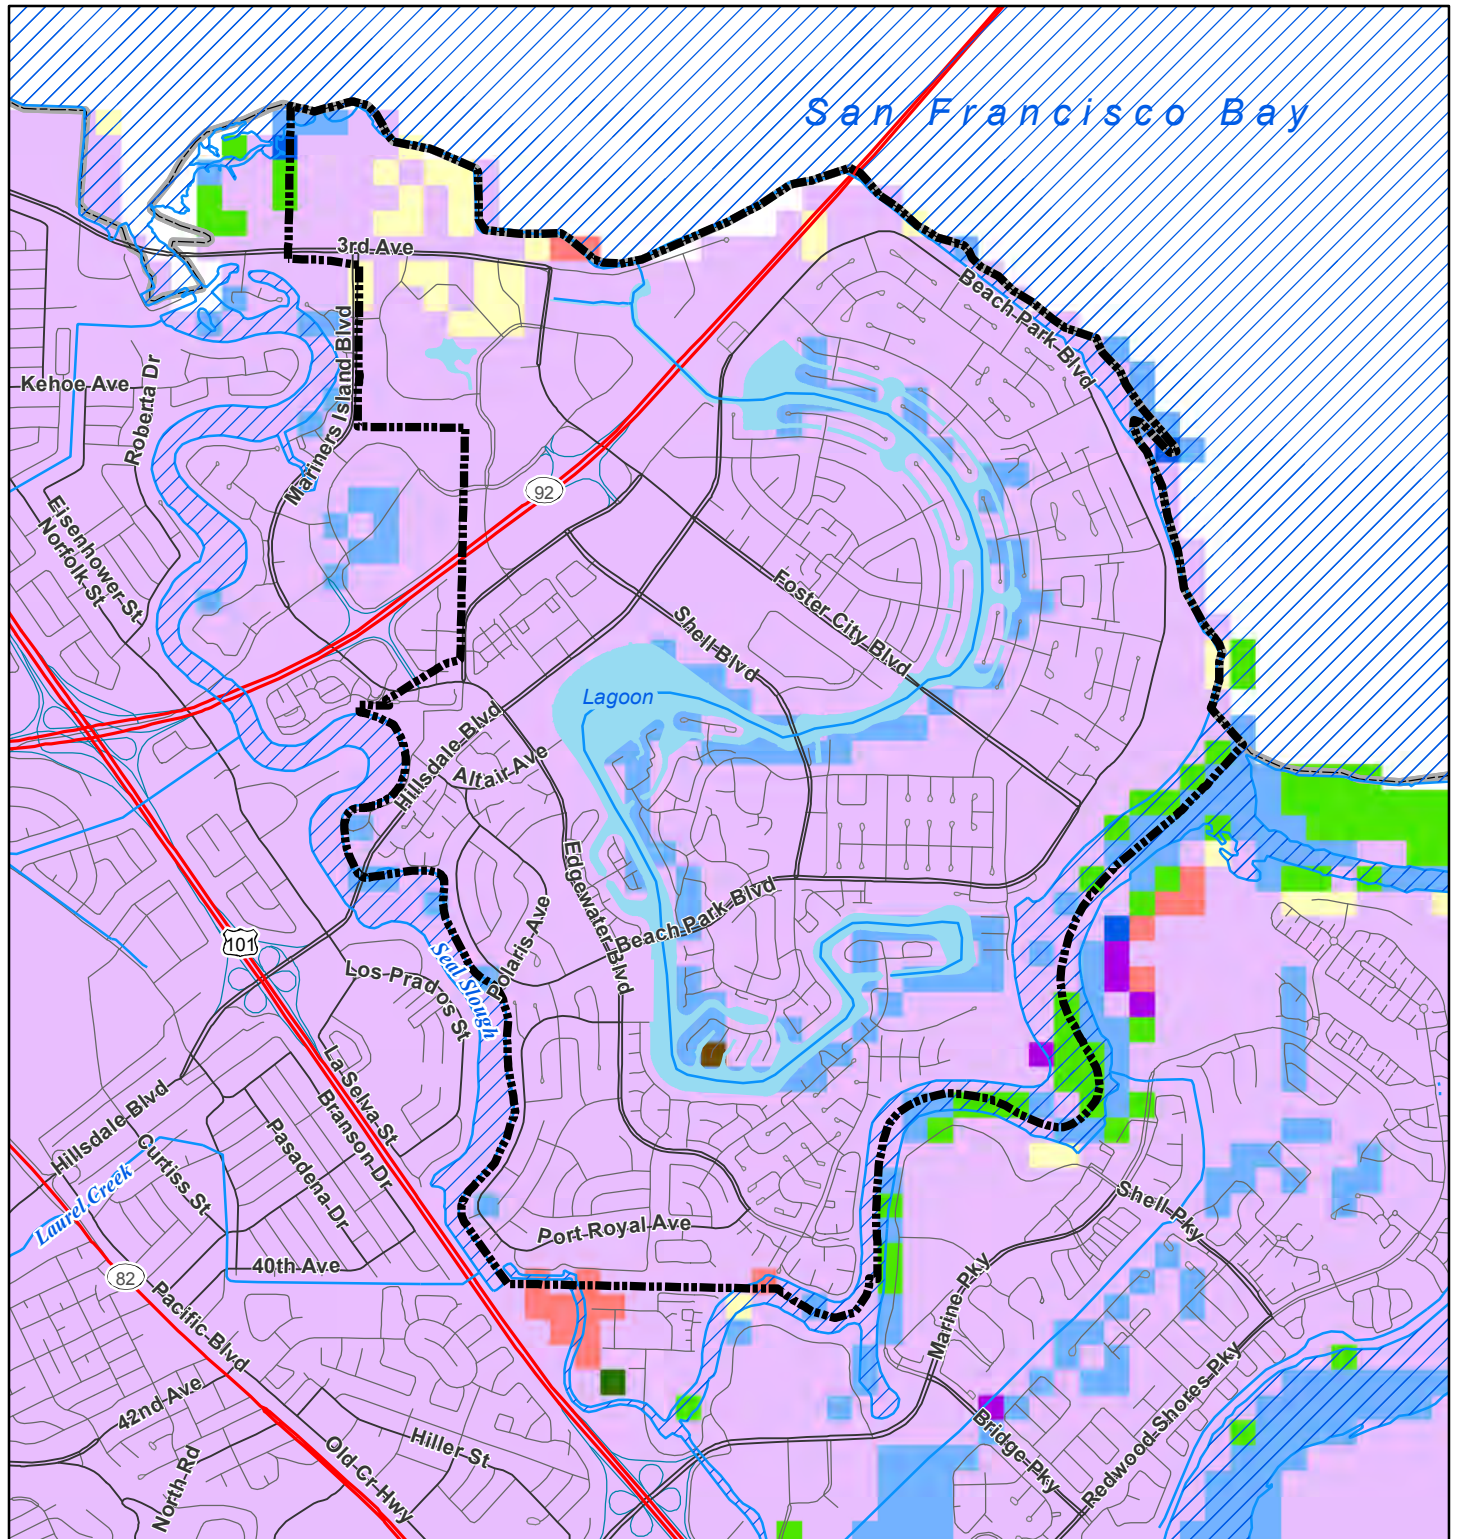 San Francisco Bay
3rd Ave
Beach Park Blvd
Mariners Island Blvd
Kehoe Ave
Roberta Dr
Eisenhower St
Norfolk St
92
Foster City Blvd
Shell Blvd
Lagoon
Hillsdale Blvd
Altair Ave
Edgewater Blvd
Beach Park Blvd
Polaris Ave
101
Seal Slough
Los Prados St
La Selva St
Branson Dr
Hillsdale Blvd
Pasadena Dr
Curtiss St
Laurel Creek
Shell Pky
Port Royal Ave
40th Ave
82
Pacific Blvd
Marine Pky
42nd Ave
Redwood Shores Pky
Bridge Pky
Hiller St
Old Cr Hwy
North Rd